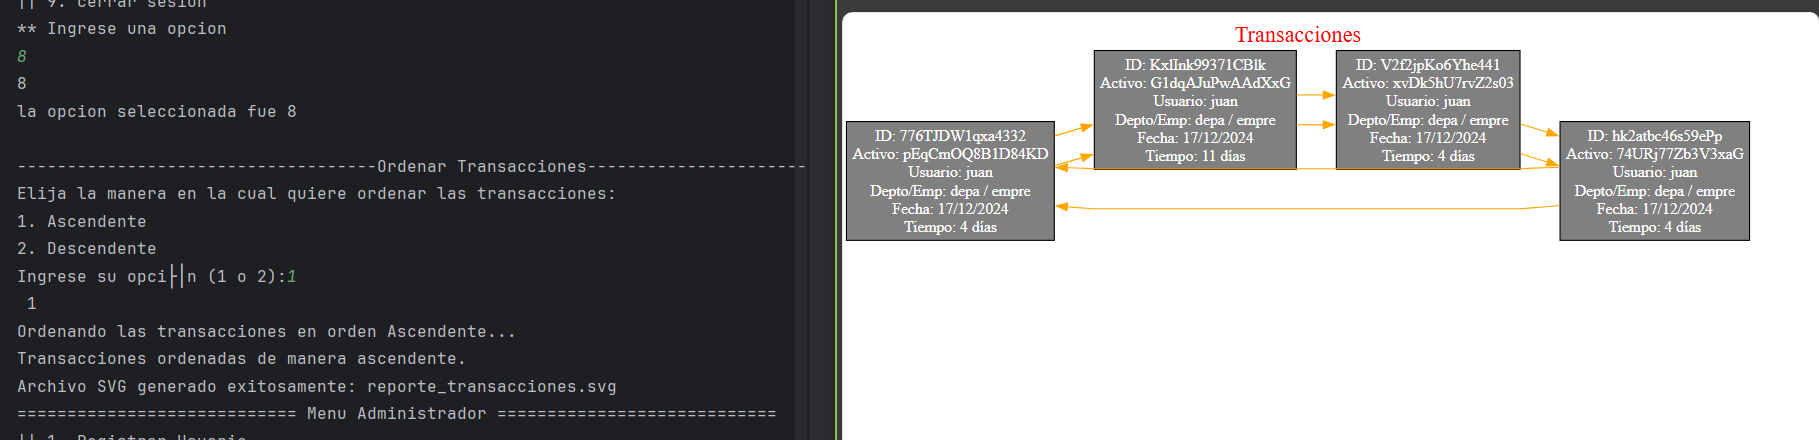 || 9. cerrar sesion
** Ingrese una opcion
8
8
la opcion seleccionada fue 8
------------------------------------Ordenar Transacciones----------------------
Elija la manera en la cual quiere ordenar las transacciones:
1. Ascendente
2. Descendente
Ingrese su opci├│n (1 o 2):1
1
Ordenando las transacciones en orden Ascendente...
Transacciones ordenadas de manera ascendente.
Archivo SVG generado exitosamente: reporte_transacciones.svg
============================ Menu Administrador ============================
|| 1. Registrar Usuario
Transacciones
ID: 776TJDW1qxa4332
Activo: pEqCmOQ8B1D84KD
Usuario: juan
Depto/Emp: depa / empre
Fecha: 17/12/2024
Tiempo: 4 días
ID: KxlInk99371CBlk
Activo: G1dqAJuPwAAdXxG
Usuario: juan
Depto/Emp: depa / empre
Fecha: 17/12/2024
Tiempo: 11 días
ID: V2f2jpKo6Yhe441
Activo: xvDk5hU7rvZ2s03
Usuario: juan
Depto/Emp: depa / empre
Fecha: 17/12/2024
Tiempo: 4 días
ID: hk2atbc46s59ePp
Activo: 74URj77Zb3V3xaG
Usuario: juan
Depto/Emp: depa / empre
Fecha: 17/12/2024
Tiempo: 4 días